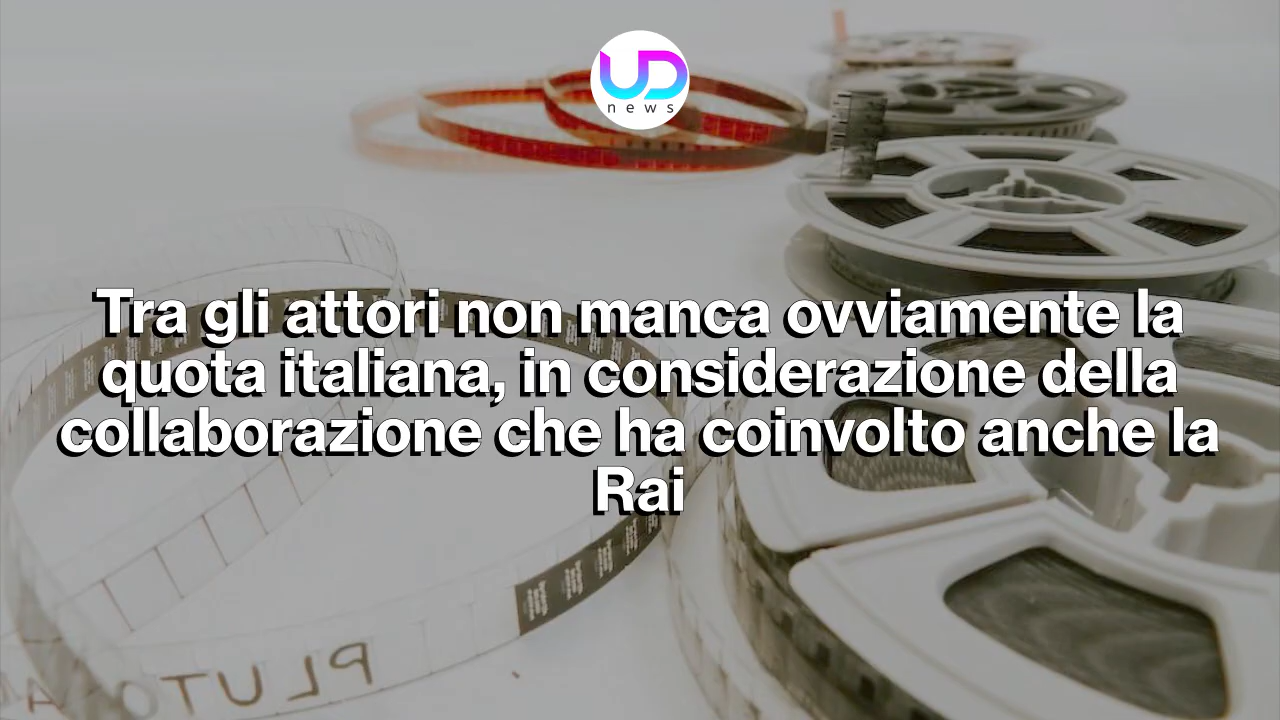 UD
news
Tra gli attori non manca ovviamente la
quota italiana, in considerazione della
collaborazione che ha coinvolto anche la
Rai
PLUTO